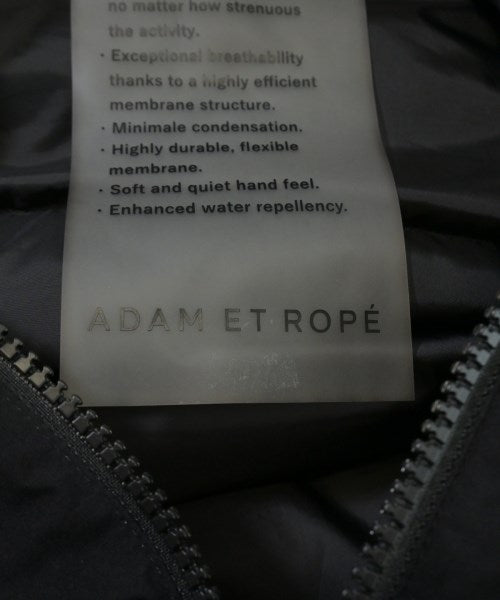 no matter how strenuous
the activity.
· Exceptional breathability
thanks to a highly efficient
membrane structure.
· Minimale condensation.
· Highly durable, flexible
membrane.
· Soft and quiet hand feel.
· Enhanced water repellency.
ADAM ET ROPÉ